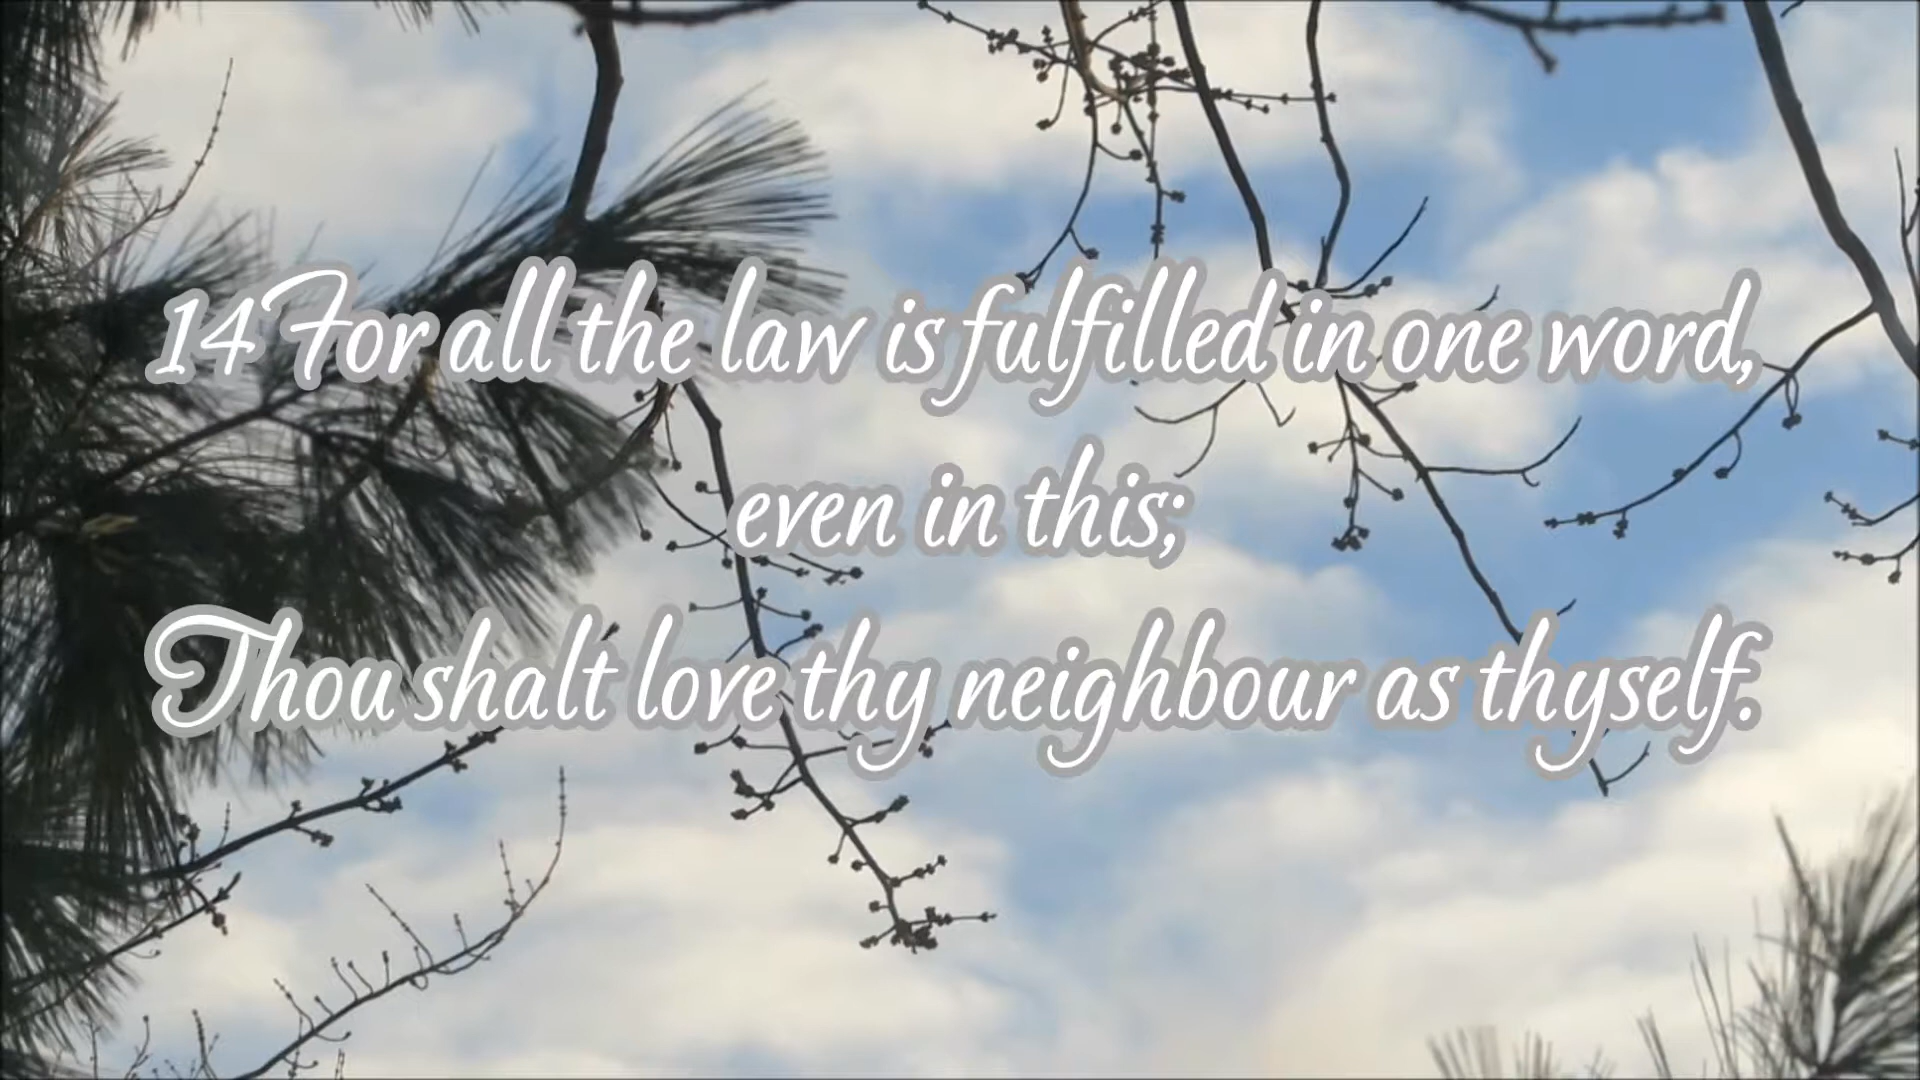 14 For all the law is fulfilled in one word,
even in this;
Thou shalt love thy neighbour as thyself.